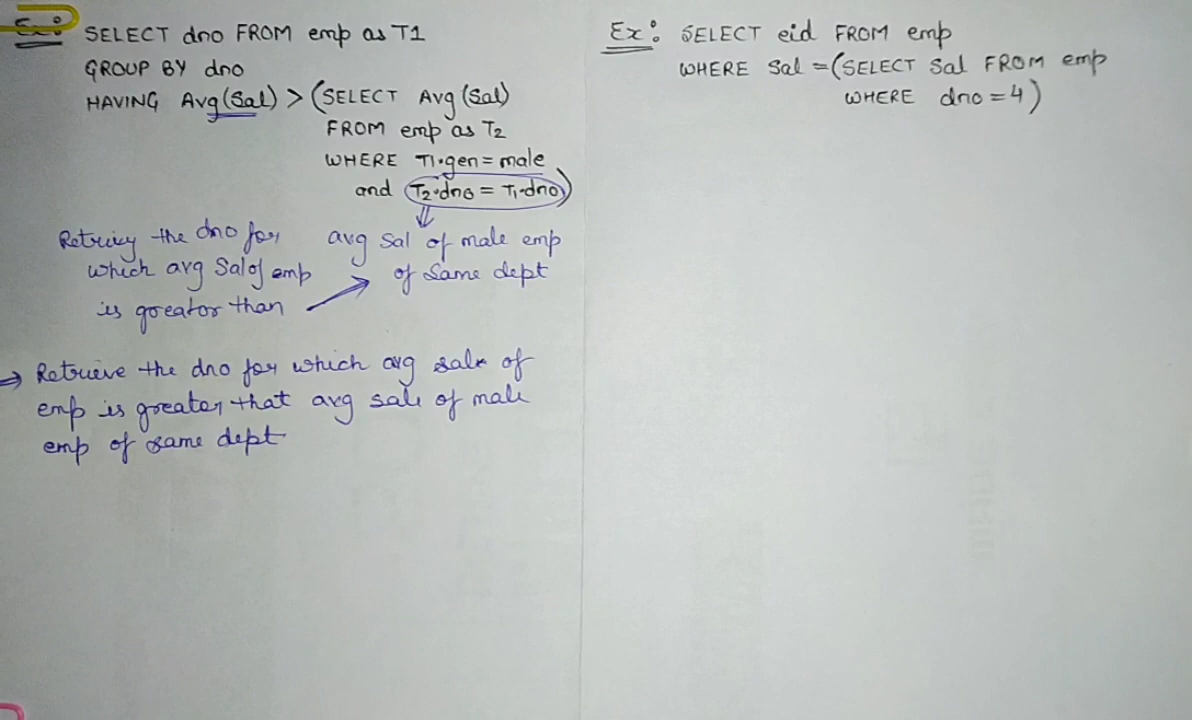 Ex: SELECT dno FROM emp as T1
GROUP BY dno
HAVING Avg(Sal) > (SELECT Avg(Sal)
FROM emp as T2
WHERE T1.gen = male
and T2.dno = T1.dno)
Retrivy the dno for
which avg Sal of emp
is greator than
avg Sal of male emp
of Same dept
⇒ Retrieve the dno for which avg sale of
emp is greater that avg sale of male
emp of same dept
Ex: SELECT eid FROM emp
WHERE Sal = (SELECT Sal FROM emp
WHERE dno = 4)